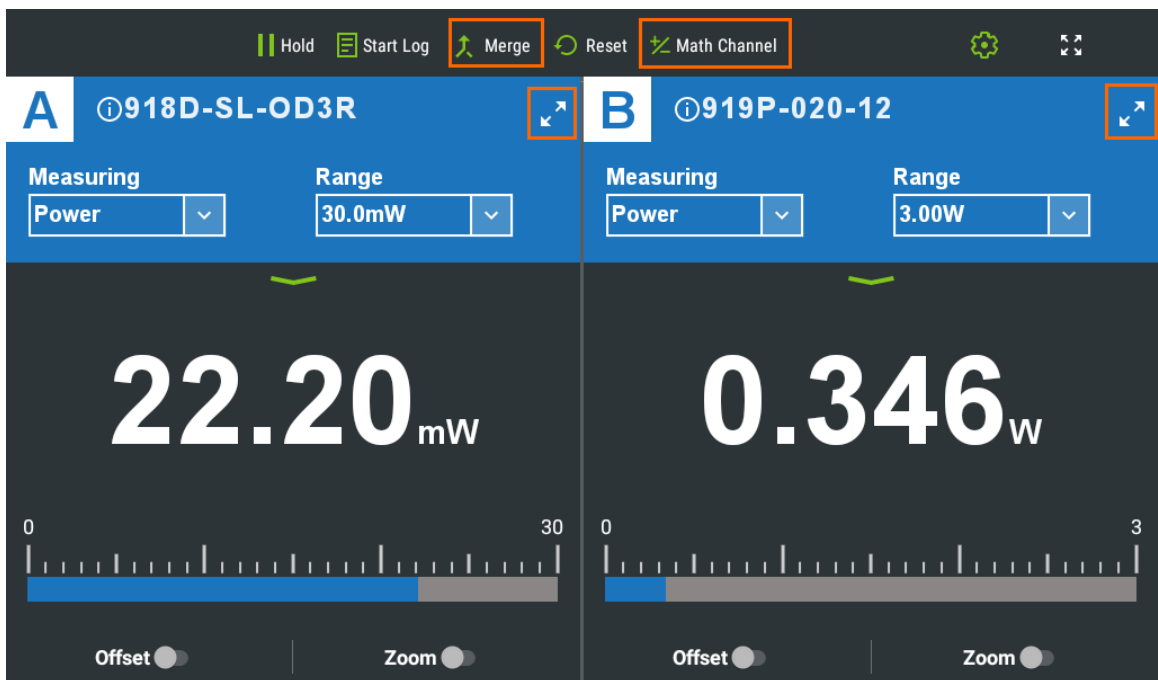 Hold Start Log Merge Reset Math Channel
A 918D-SL-OD3R
Measuring Range
Power 30.0mW
22.20mW
0 30
Offset Zoom
B 919P-020-12
Measuring Range
Power 3.00W
0.346W
0 3
Offset Zoom